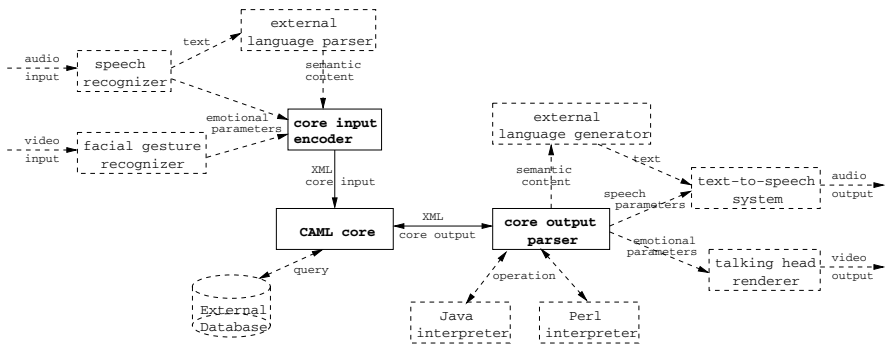 external
language parser
text
audio
input
speech
recognizer
semantic
content
emotional
parameters
core input
encoder
video
input
facial gesture
recognizer
XML
core input
CAML core
XML
core output
query
External
Database
core output
parser
operation
Java
interpreter
Perl
interpreter
external
language generator
semantic
content
text
speech
parameters
text-to-speech
system
audio
output
emotional
parameters
talking head
renderer
video
output